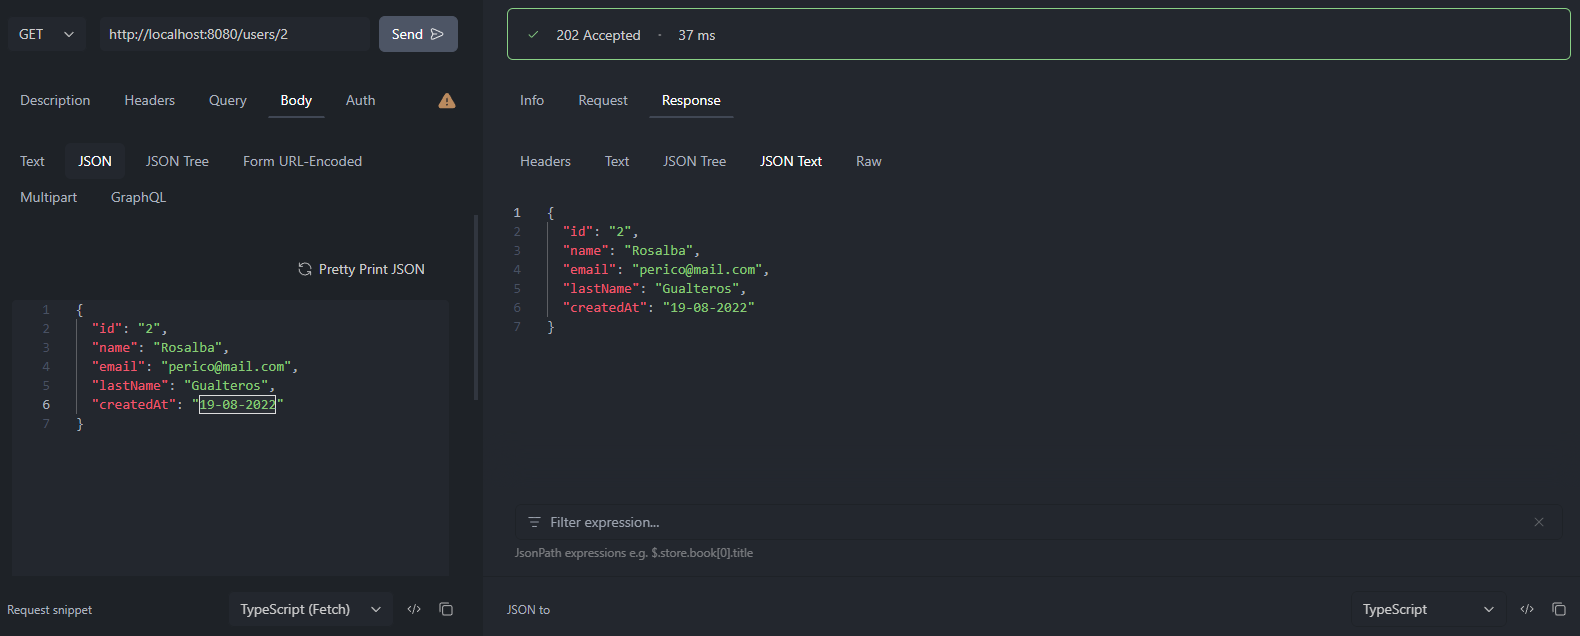 GET http://localhost:8080/users/2 Send
Description Headers Query Body Auth
Text JSON JSON Tree Form URL-Encoded
Multipart GraphQL
Pretty Print JSON
1 {
2 "id": "2",
3 "name": "Rosalba",
4 "email": "perico@mail.com",
5 "lastName": "Gualteros",
6 "createdAt": "19-08-2022"
7 }
Request snippet TypeScript (Fetch)
202 Accepted · 37 ms
Info Request Response
Headers Text JSON Tree JSON Text Raw
1 {
2 "id": "2",
3 "name": "Rosalba",
4 "email": "perico@mail.com",
5 "lastName": "Gualteros",
6 "createdAt": "19-08-2022"
7 }
Filter expression...
JsonPath expressions e.g. $.store.book[0].title
JSON to TypeScript